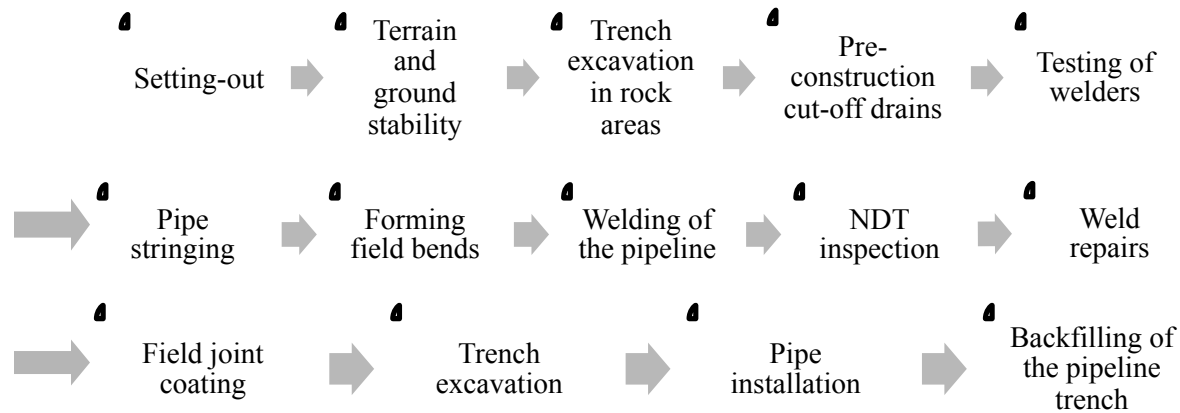 Setting-out
Terrain
and
ground
stability
Trench
excavation
in rock
areas
Pre-
construction
cut-off drains
Testing of
welders
Pipe
stringing
Forming
field bends
Welding of
the pipeline
NDT
inspection
Weld
repairs
Field joint
coating
Trench
excavation
Pipe
installation
Backfilling of
the pipeline
trench